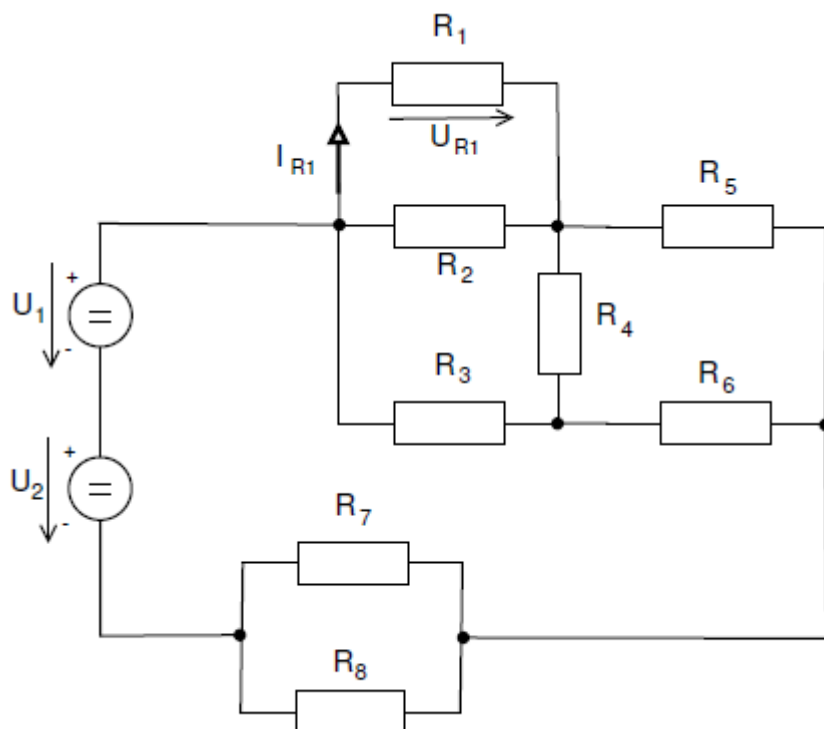 R1
UR1
IR1
R5
R2
+
U1
=
-
R4
R3
R6
+
U2
=
-
R7
R8